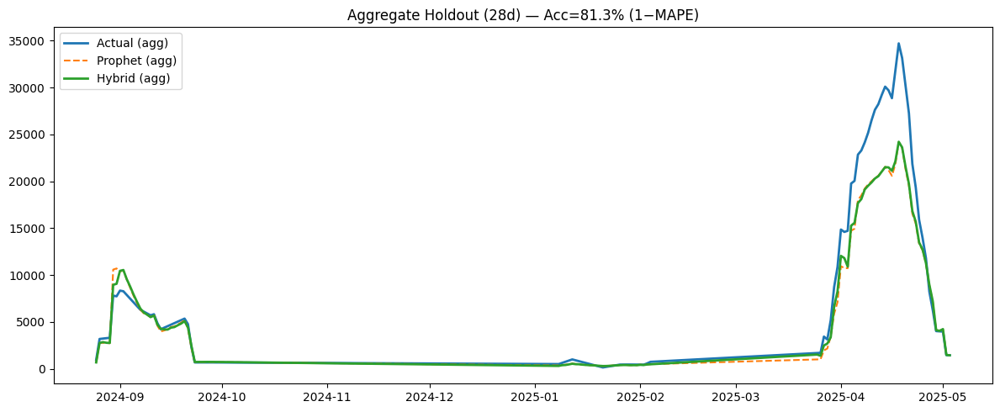 Aggregate Holdout (28d) — Acc=81.3% (1−MAPE)
Actual (agg)
Prophet (agg)
Hybrid (agg)
35000
30000
25000
20000
15000
10000
5000
0
2024-09 2024-10 2024-11 2024-12 2025-01 2025-02 2025-03 2025-04 2025-05